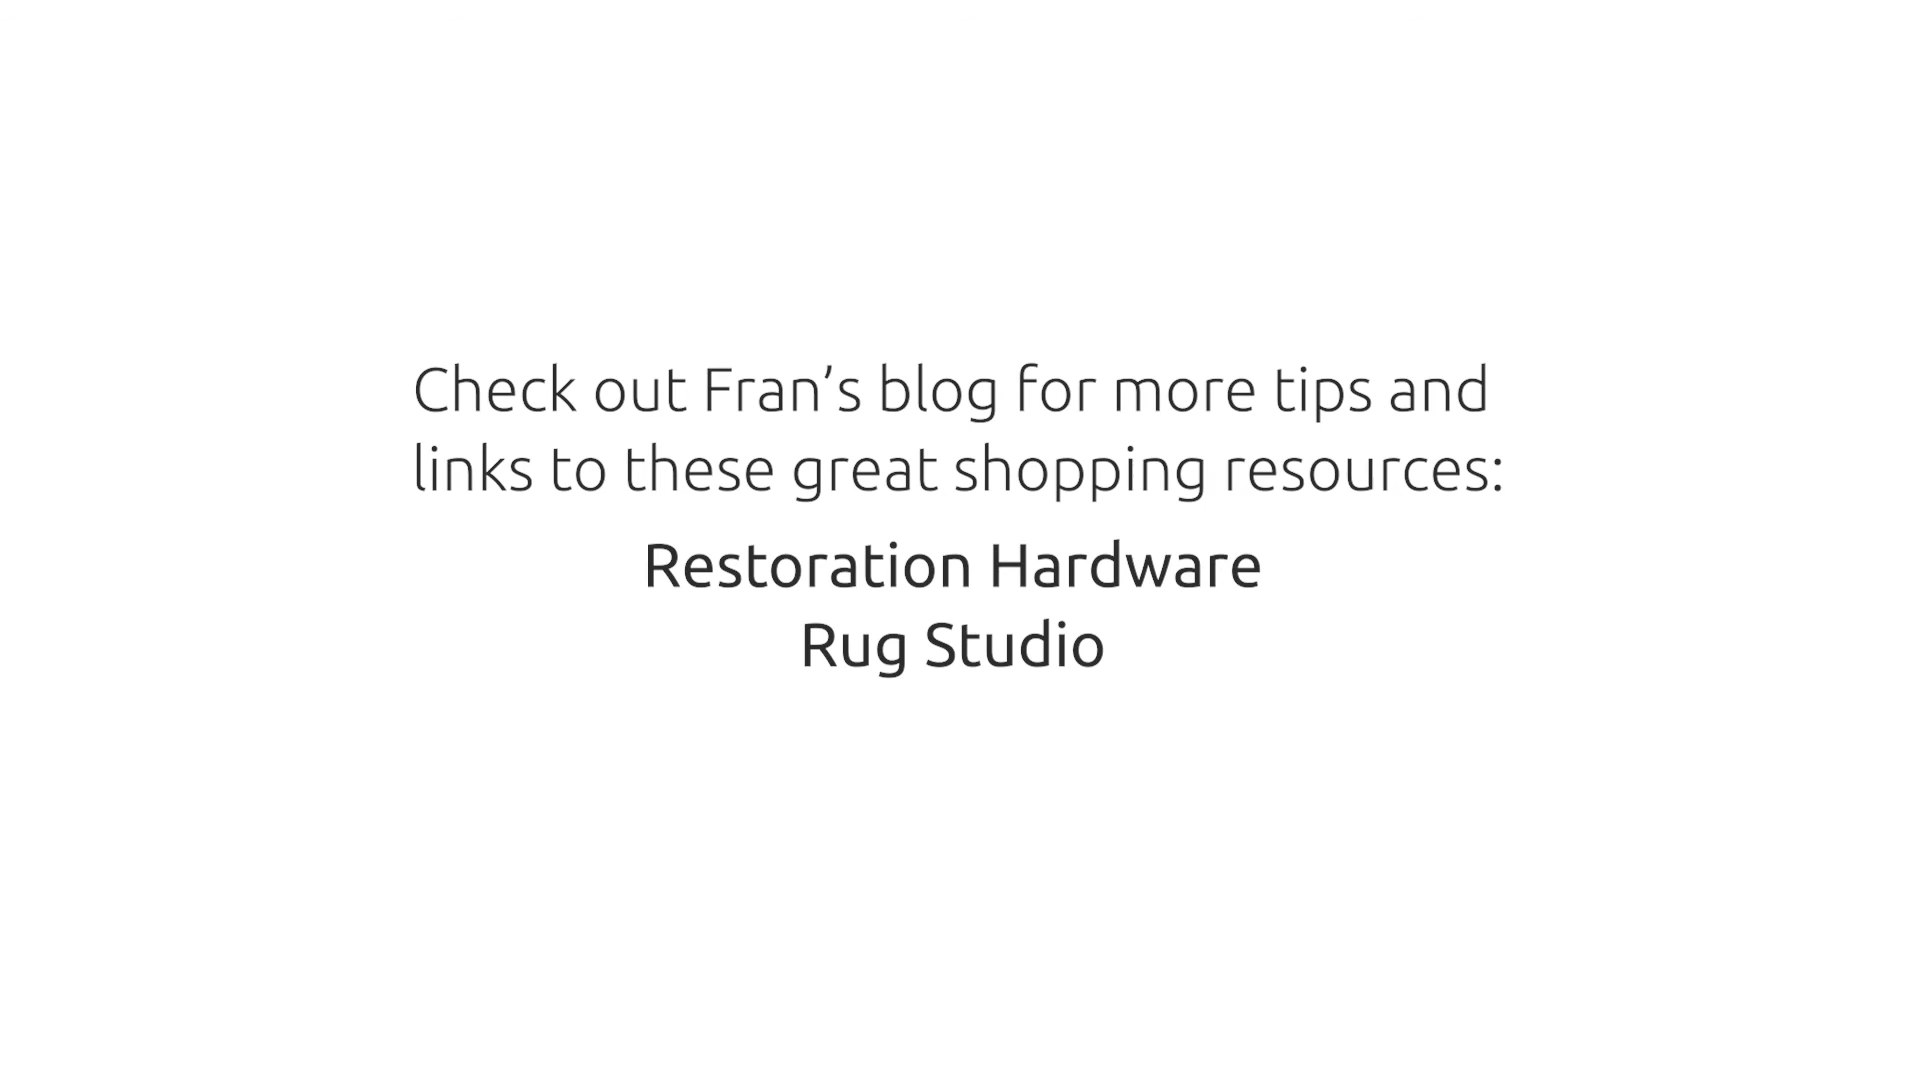 Check out Fran’s blog for more tips and
links to these great shopping resources:
Restoration Hardware
Rug Studio